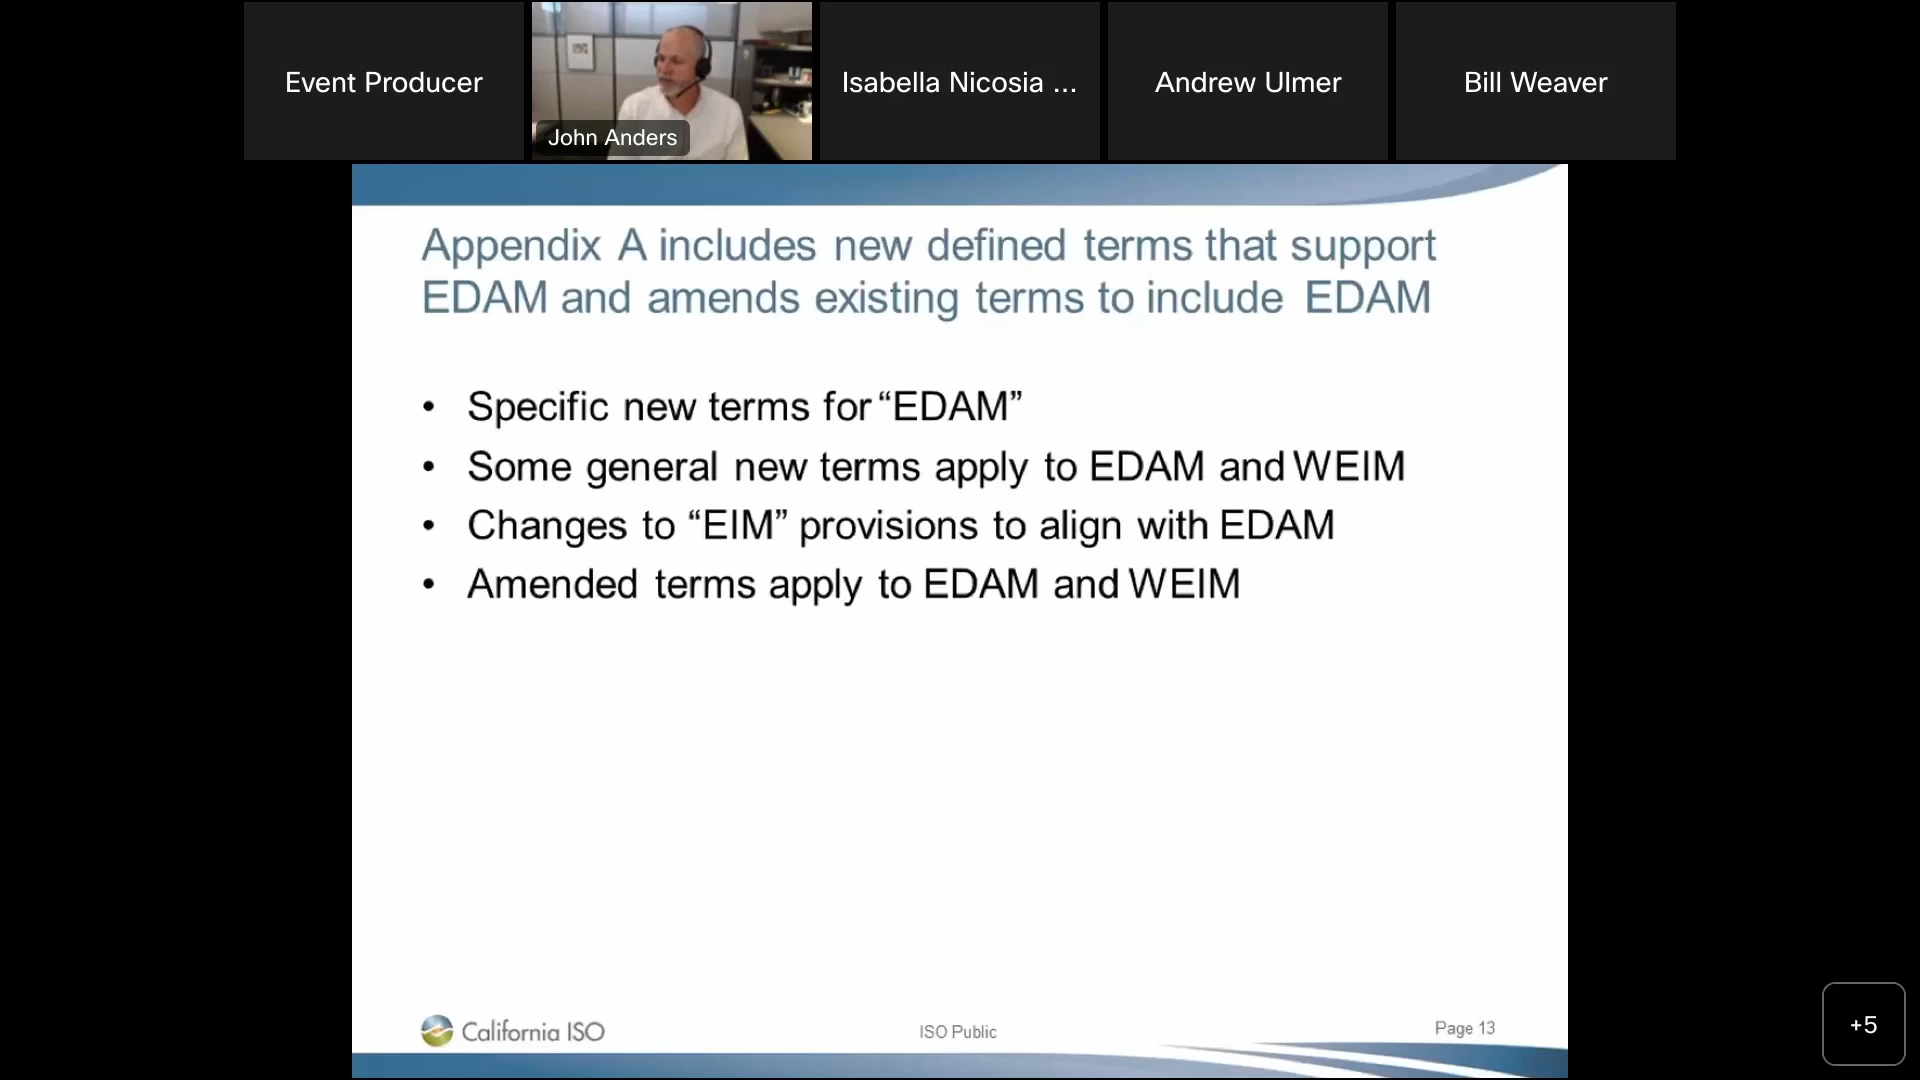 Event Producer
John Anders
Isabella Nicosia ...
Andrew Ulmer
Bill Weaver
Appendix A includes new defined terms that support
EDAM and amends existing terms to include EDAM
• Specific new terms for “EDAM”
• Some general new terms apply to EDAM and WEIM
• Changes to “EIM” provisions to align with EDAM
• Amended terms apply to EDAM and WEIM
California ISO
ISO Public
Page 13
+5